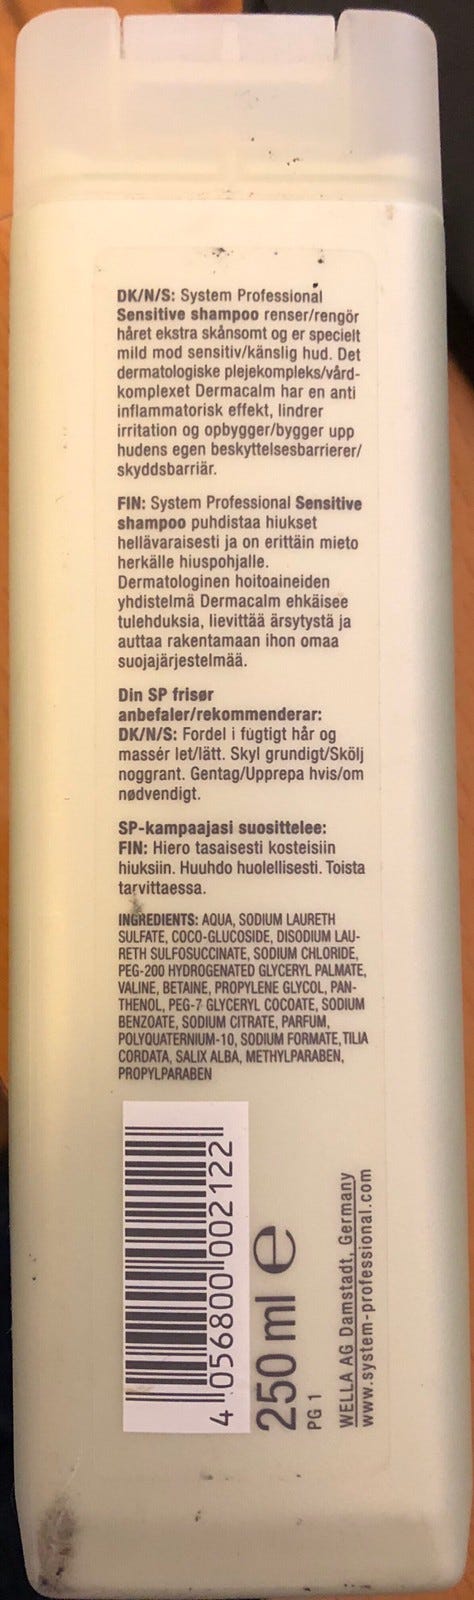 DK/N/S: System Professional
Sensitive shampoo renser/rengör
håret ekstra skånsomt og er specielt
mild mod sensitiv/känslig hud. Det
dermatologiske plejekompleks/vård-
komplexet Dermacalm har en anti
inflammatorisk effekt, lindrer
irritation og opbygger/bygger upp
hudens egen beskyttelsesbarrierer/
skyddsbarriär.
FIN: System Professional Sensitive
shampoo puhdistaa hiukset
hellävaraisesti ja on erittäin mieto
herkälle hiuspohjalle.
Dermatologinen hoitoaineiden
yhdistelmä Dermacalm ehkäisee
tulehduksia, lievittää ärsytystä ja
auttaa rakentamaan ihon omaa
suojajärjestelmää.
Din SP frisør
anbefaler/rekommenderar:
DK/N/S: Fordel i fugtigt hår og
massér let/lätt. Skyl grundigt/Skölj
noggrant. Gentag/Upprepa hvis/om
nødvendigt.
SP-kampaajasi suosittelee:
FIN: Hiero tasaisesti kosteisiin
hiuksiin. Huuhdo huolellisesti. Toista
tarvittaessa.
INGREDIENTS: AQUA, SODIUM LAURETH
SULFATE, COCO-GLUCOSIDE, DISODIUM LAU-
RETH SULFOSUCCINATE, SODIUM CHLORIDE,
PEG-200 HYDROGENATED GLYCERYL PALMATE,
VALINE, BETAINE, PROPYLENE GLYCOL, PAN-
THENOL, PEG-7 GLYCERYL COCOATE, SODIUM
BENZOATE, SODIUM CITRATE, PARFUM,
POLYQUATERNIUM-10, SODIUM FORMATE, TILIA
CORDATA, SALIX ALBA, METHYLPARABEN,
PROPYLPARABEN
4 056800 002122
250 ml e
PG 1
WELLA AG Damstadt, Germany
www.system-professional.com